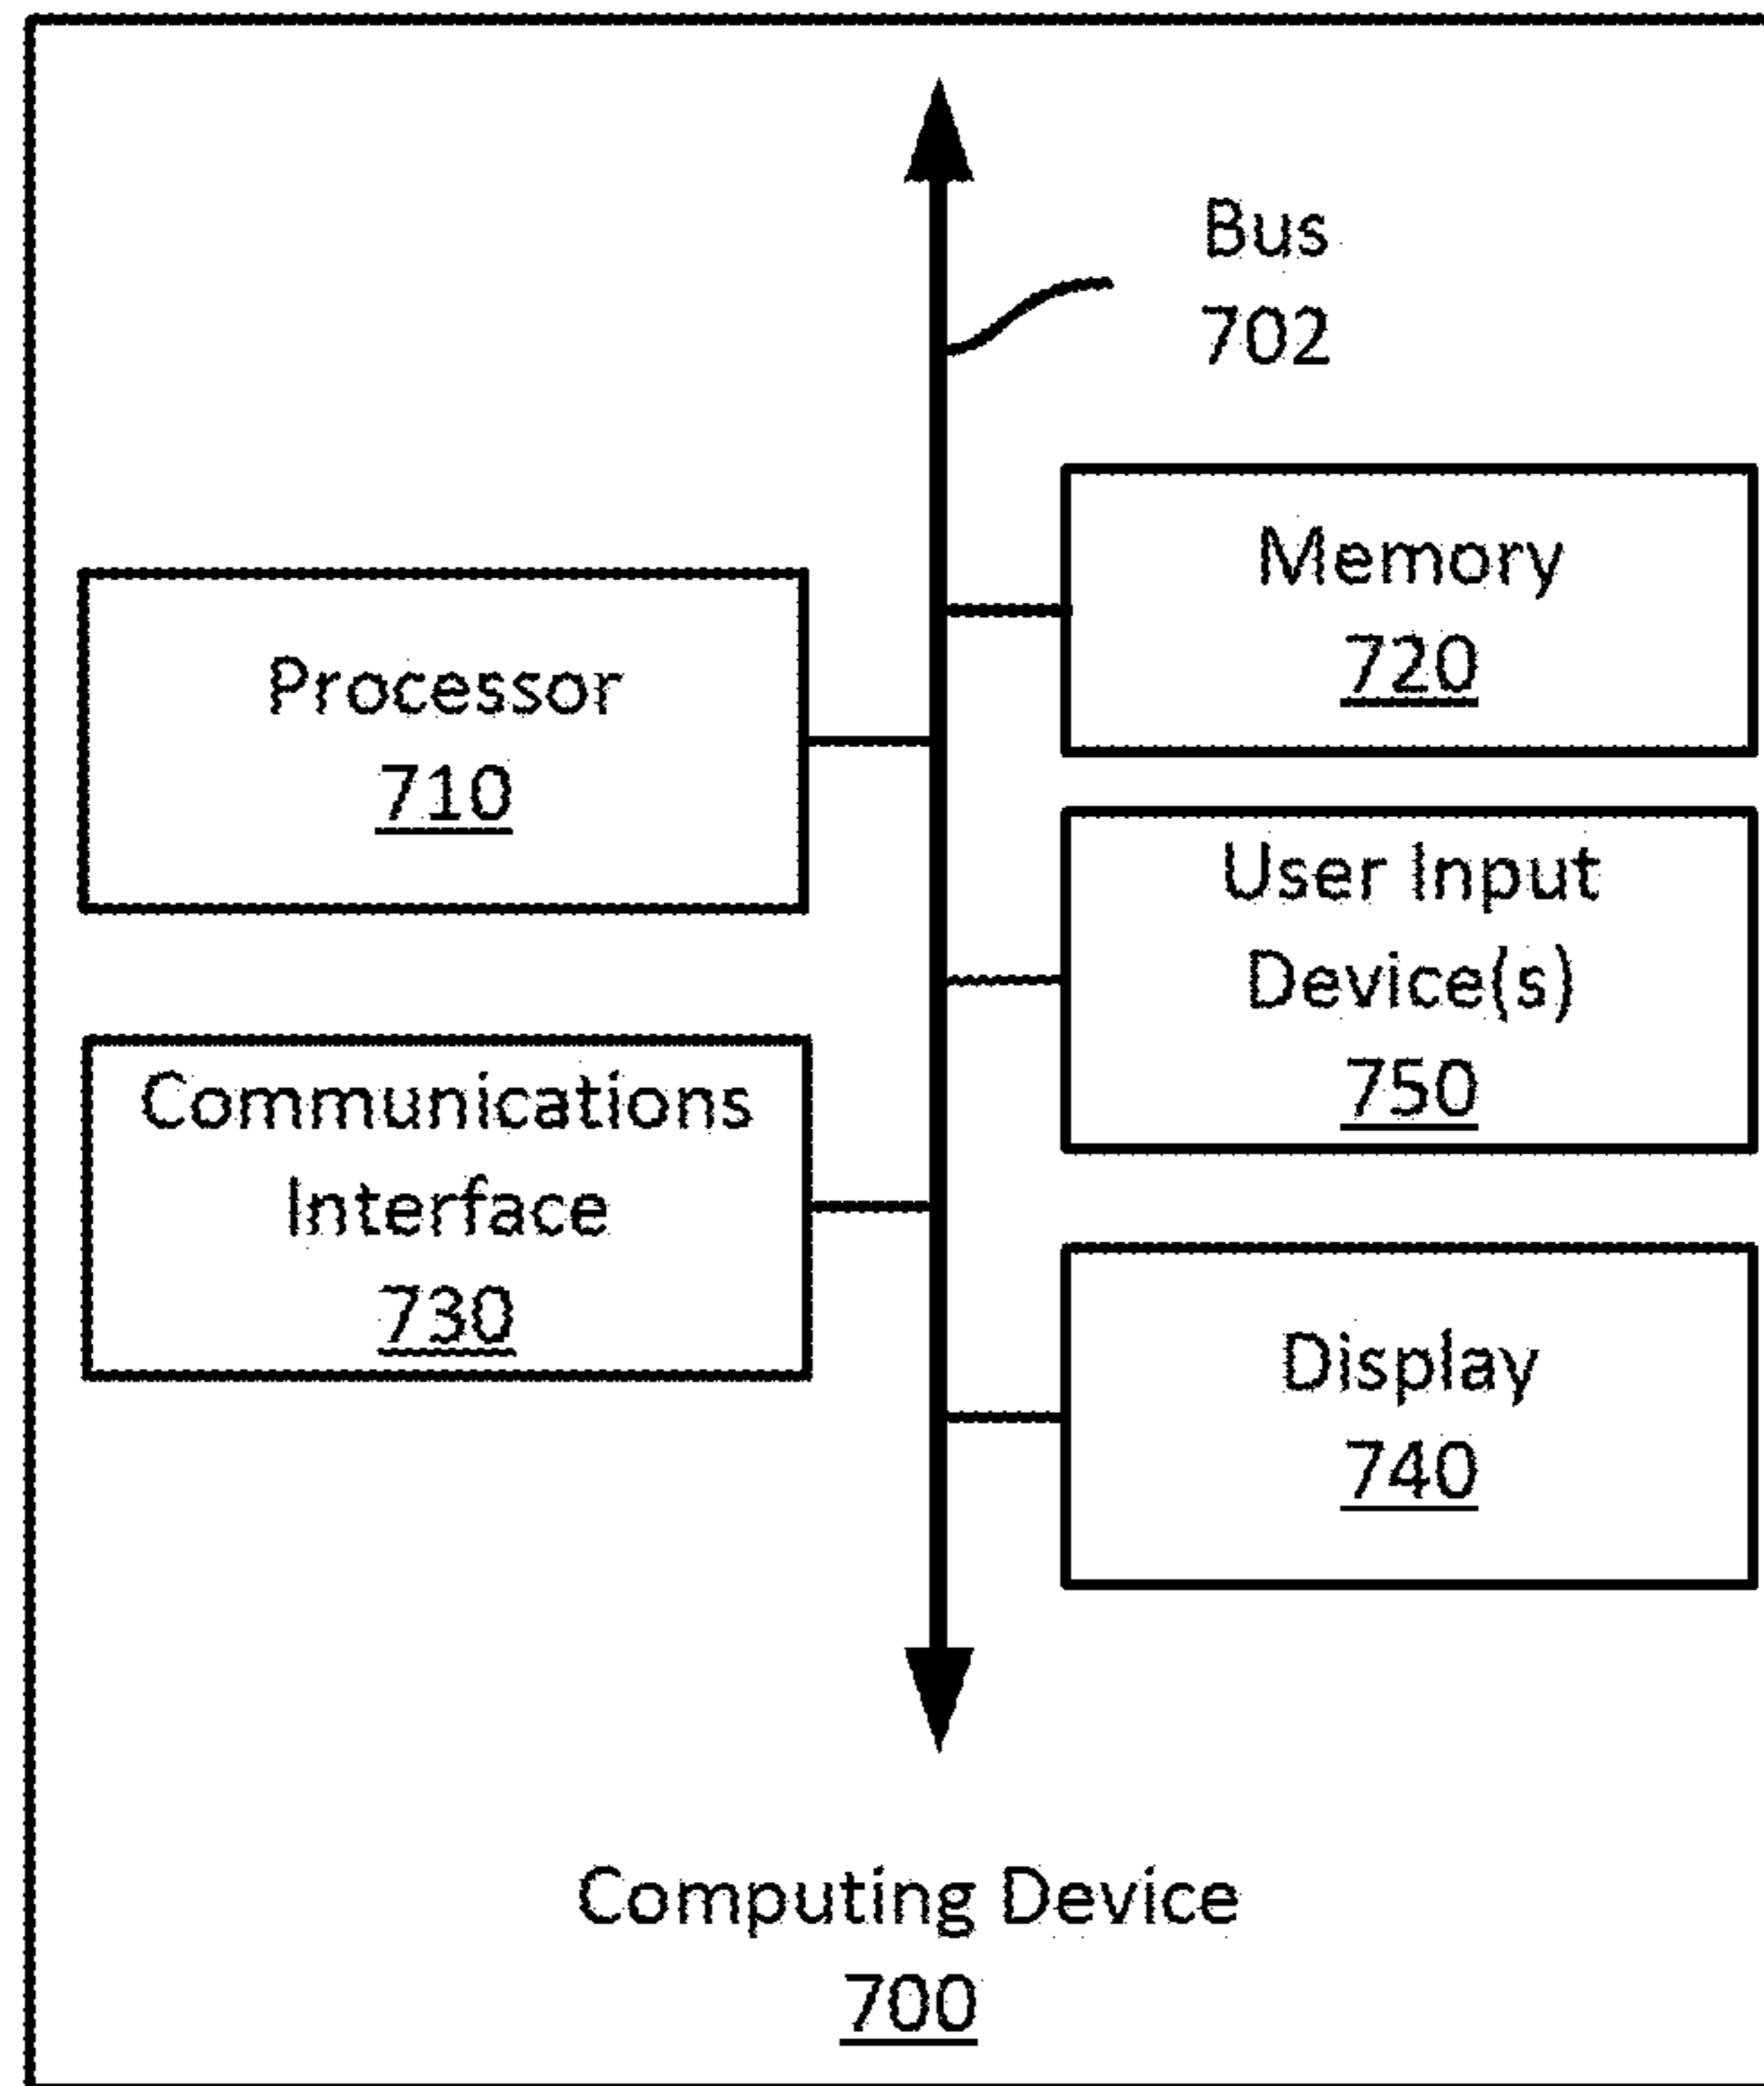 Bus
702
Memory
720
Processor
710
User Input
Device(s)
750
Communications
Interface
730
Display
740
Computing Device
700